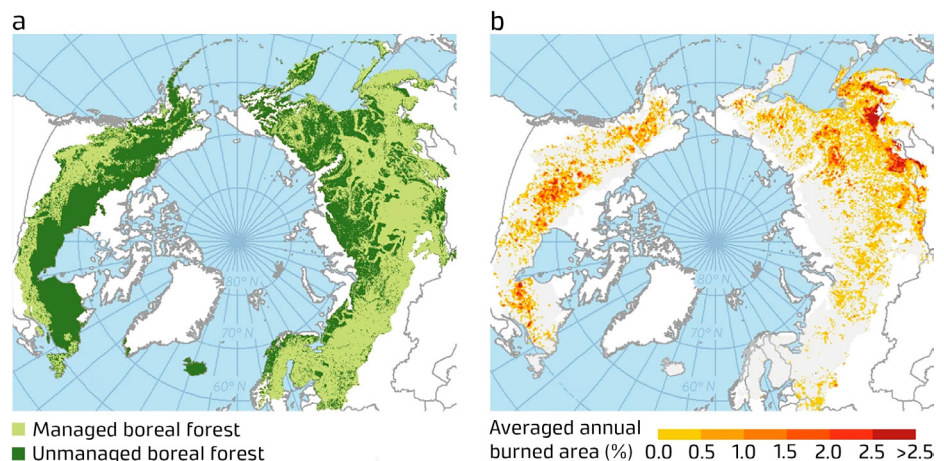 a
b
80° N
70° N
60° N
80° N
70° N
60° N
Managed boreal forest
Unmanaged boreal forest
Averaged annual
burned area (%)
0.0 0.5 1.0 1.5 2.0 2.5 >2.5